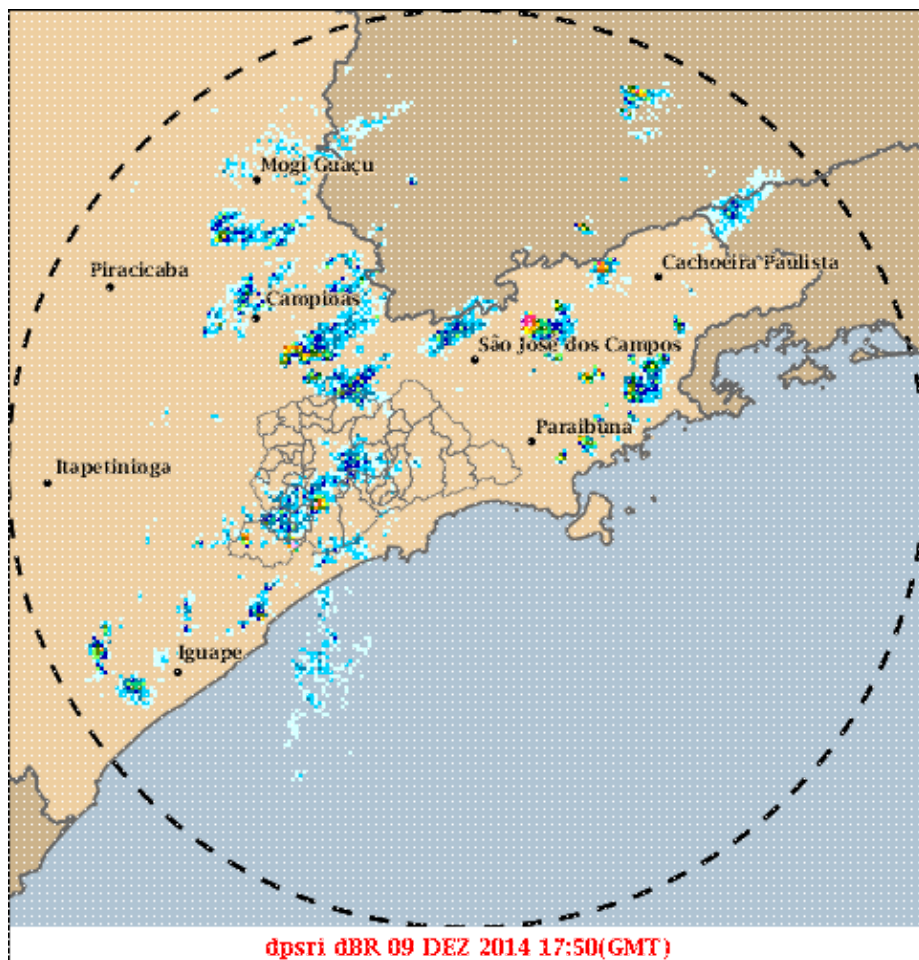 Mogi Guaçu
Piracicaba
Cachoeira Paulista
Campinas
São José dos Campos
Paraibuna
Itapetininga
Iguape
dpsri dBR 09 DEZ 2014 17:50(GMT)